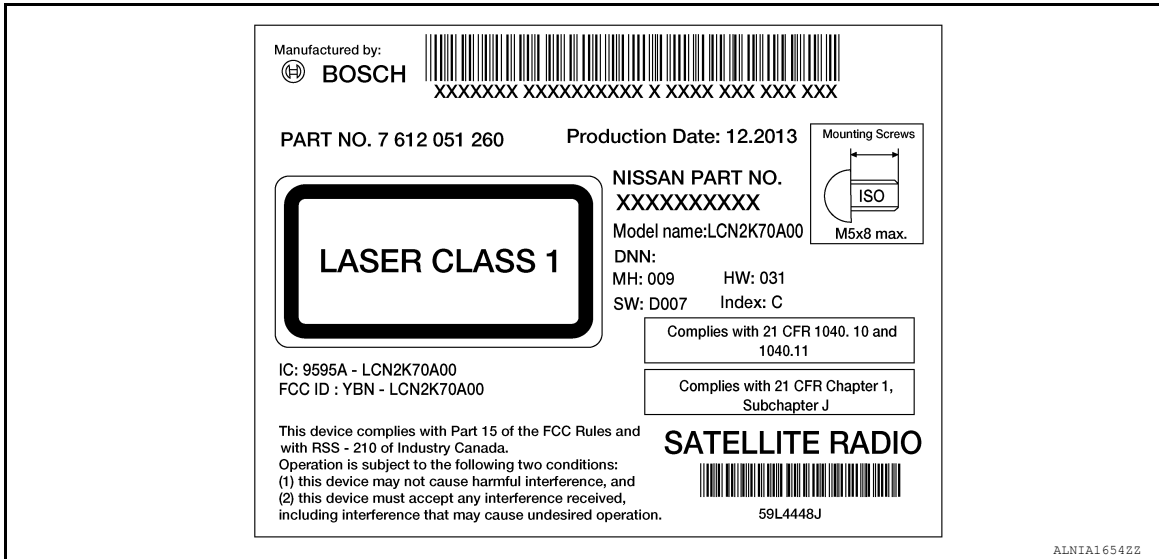 Manufactured by:
BOSCH
XXXXXXX XXXXXXXXXX X XXXX XXX XXX XXX
PART NO. 7 612 051 260
Production Date: 12.2013
Mounting Screws
ISO
M5x8 max.
NISSAN PART NO.
XXXXXXXXXX
Model name:LCN2K70A00
DNN:
MH: 009 HW: 031
SW: D007 Index: C
LASER CLASS 1
Complies with 21 CFR 1040. 10 and
1040.11
IC: 9595A - LCN2K70A00
FCC ID : YBN - LCN2K70A00
Complies with 21 CFR Chapter 1,
Subchapter J
This device complies with Part 15 of the FCC Rules and
with RSS - 210 of Industry Canada.
Operation is subject to the following two conditions:
(1) this device may not cause harmful interference, and
(2) this device must accept any interference received,
including interference that may cause undesired operation.
SATELLITE RADIO
59L4448J
ALNIA1654ZZ